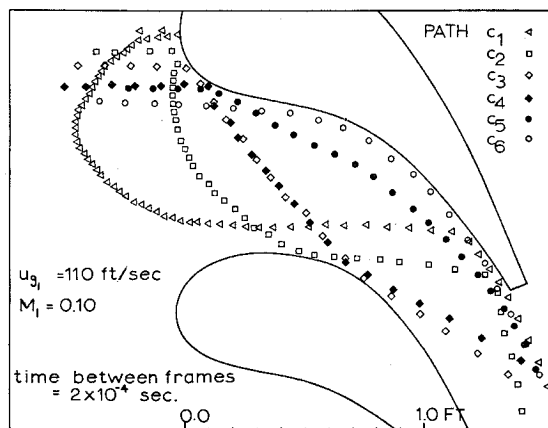 PATH c1
c2
c3
c4
c5
c6
ug1 =110 ft/sec
M1 = 0.10
time between frames
= 2×10⁻⁴ sec.
0.0 1.0 FT